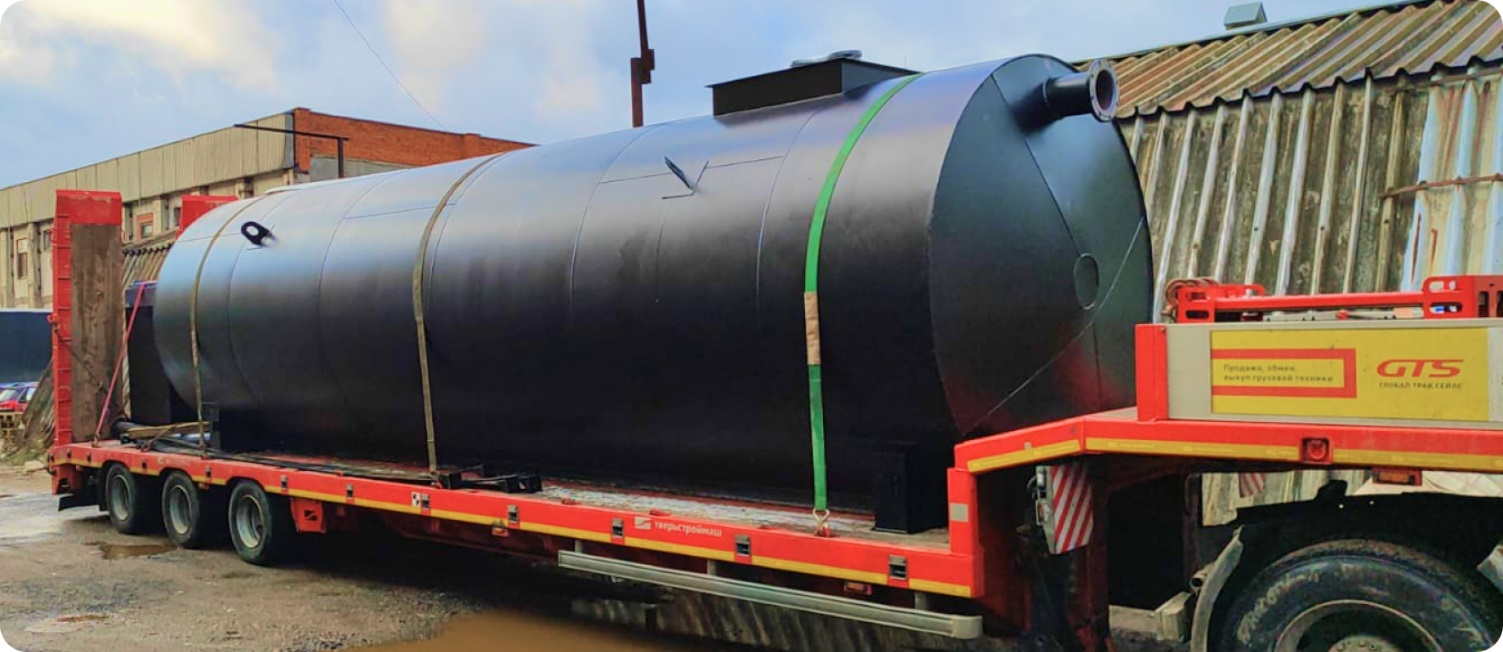 тверьстроймаш
Продажа, обмен,
выкуп грузовой техники
GTS
ГЛОБАЛ ТРАК СЕЙЛС